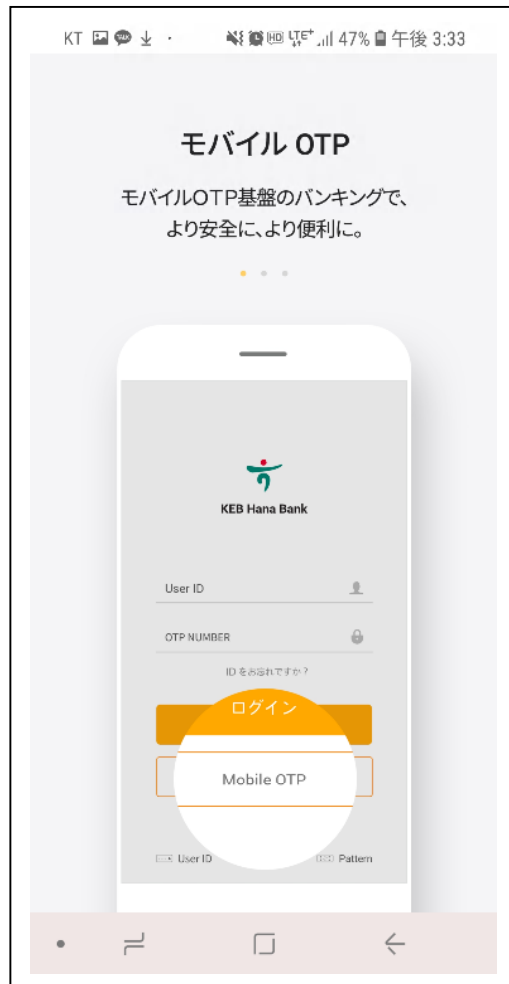 KT TALK HD LTE+ 47% 午後 3:33
モバイル OTP
モバイルOTP基盤のバンキングで、
より安全に、より便利に。
KEB Hana Bank
User ID
OTP NUMBER
IDをお忘れですか？
ログイン
Mobile OTP
User ID Pattern